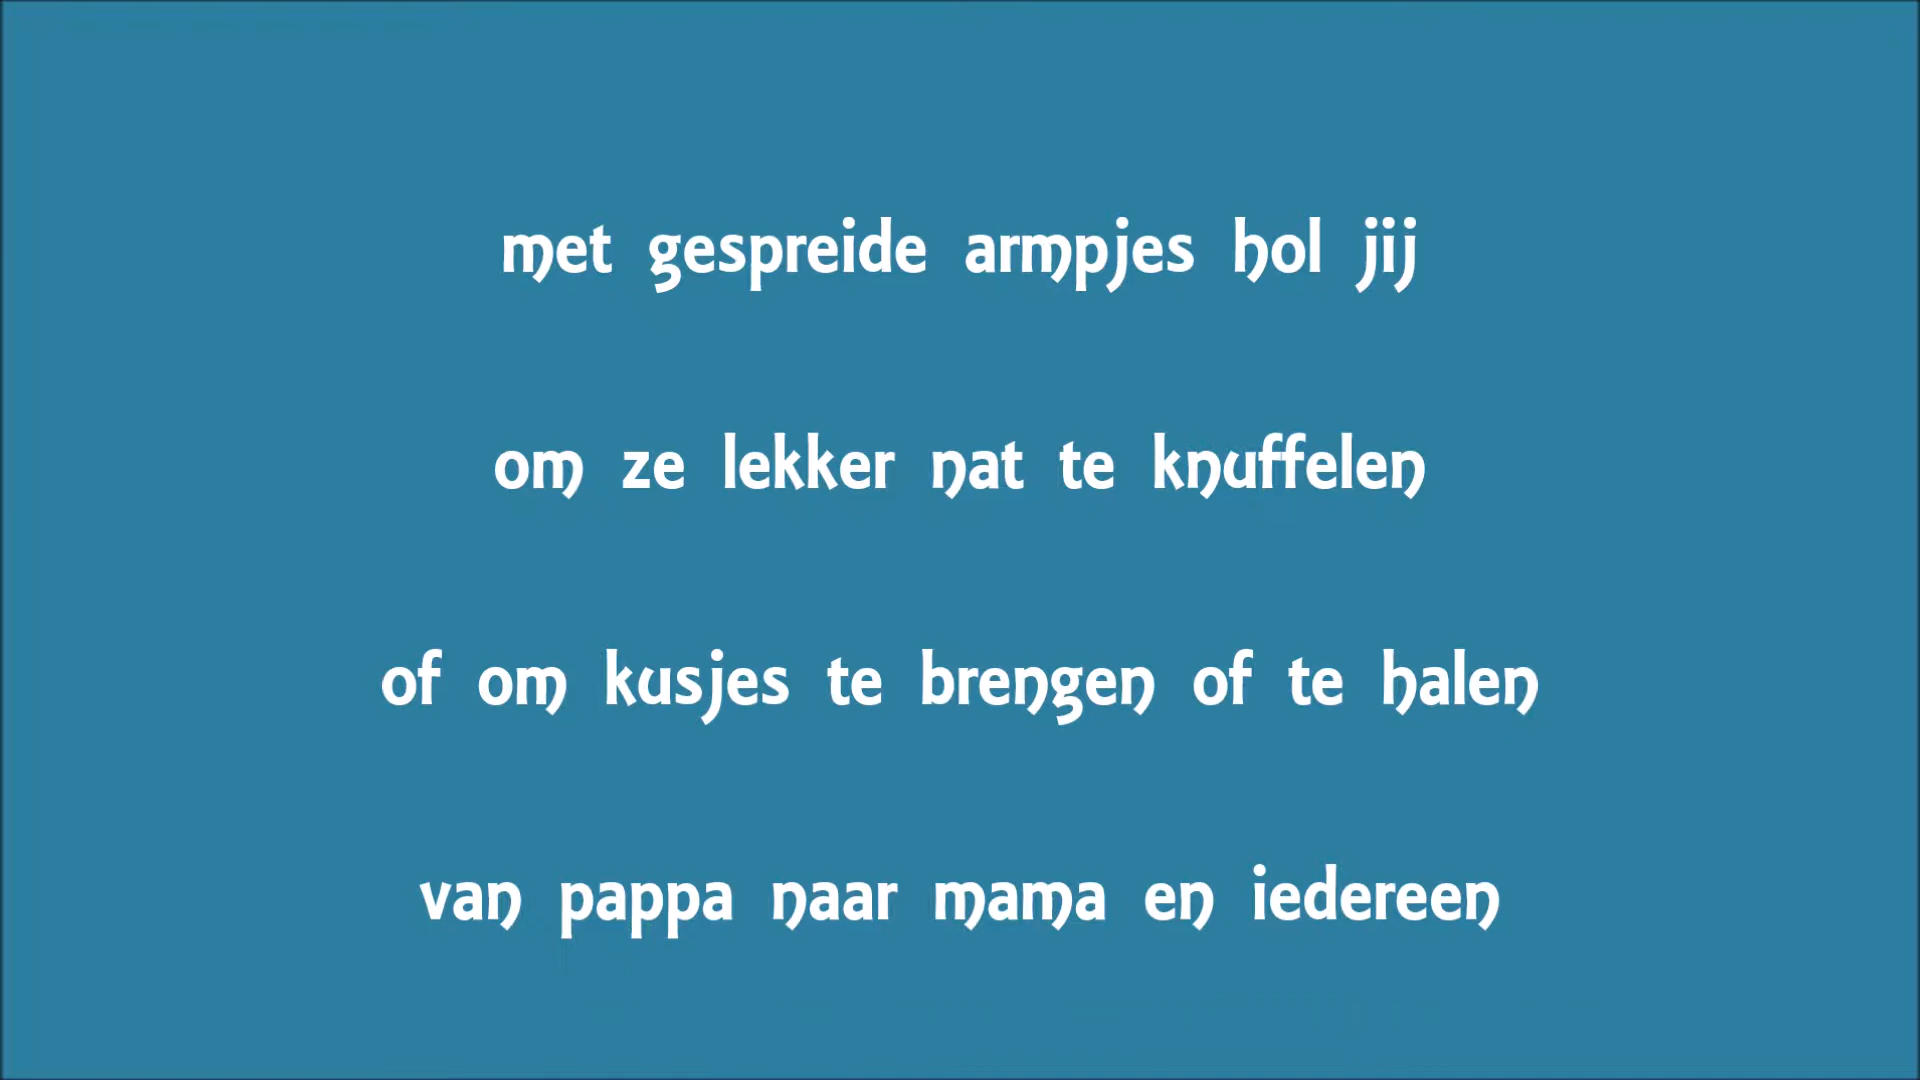 met gespreide armpjes hol jij
om ze lekker nat te knuffelen
of om kusjes te brengen of te halen
van pappa naar mama en iedereen